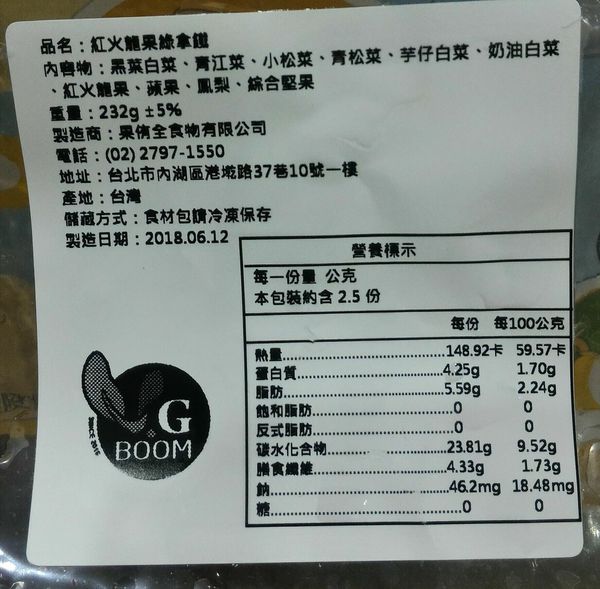 品名：紅火龍果綠拿鐵
內容物：黑葉白菜、青江菜、小松菜、青松菜、芋仔白菜、奶油白菜
、紅火龍果、蘋果、鳳梨、綜合堅果
重量：232g ±5%
製造商：果侑全食物有限公司
電話：(02) 2797-1550
地址：台北市內湖區港墘路37巷10號一樓
產地：台灣
儲藏方式：食材包請冷凍保存
製造日期：2018.06.12
營養標示
每一份量 公克
本包裝約含 2.5 份
每份 每100公克
熱量..................148.92卡 59.57卡
蛋白質..................4.25g 1.70g
脂肪..................5.59g 2.24g
飽和脂肪..................0 0
反式脂肪..................0 0
碳水化合物..................23.81g 9.52g
膳食纖維..................4.33g 1.73g
鈉..................46.2mg 18.48mg
糖..................0 0
G
BOOM